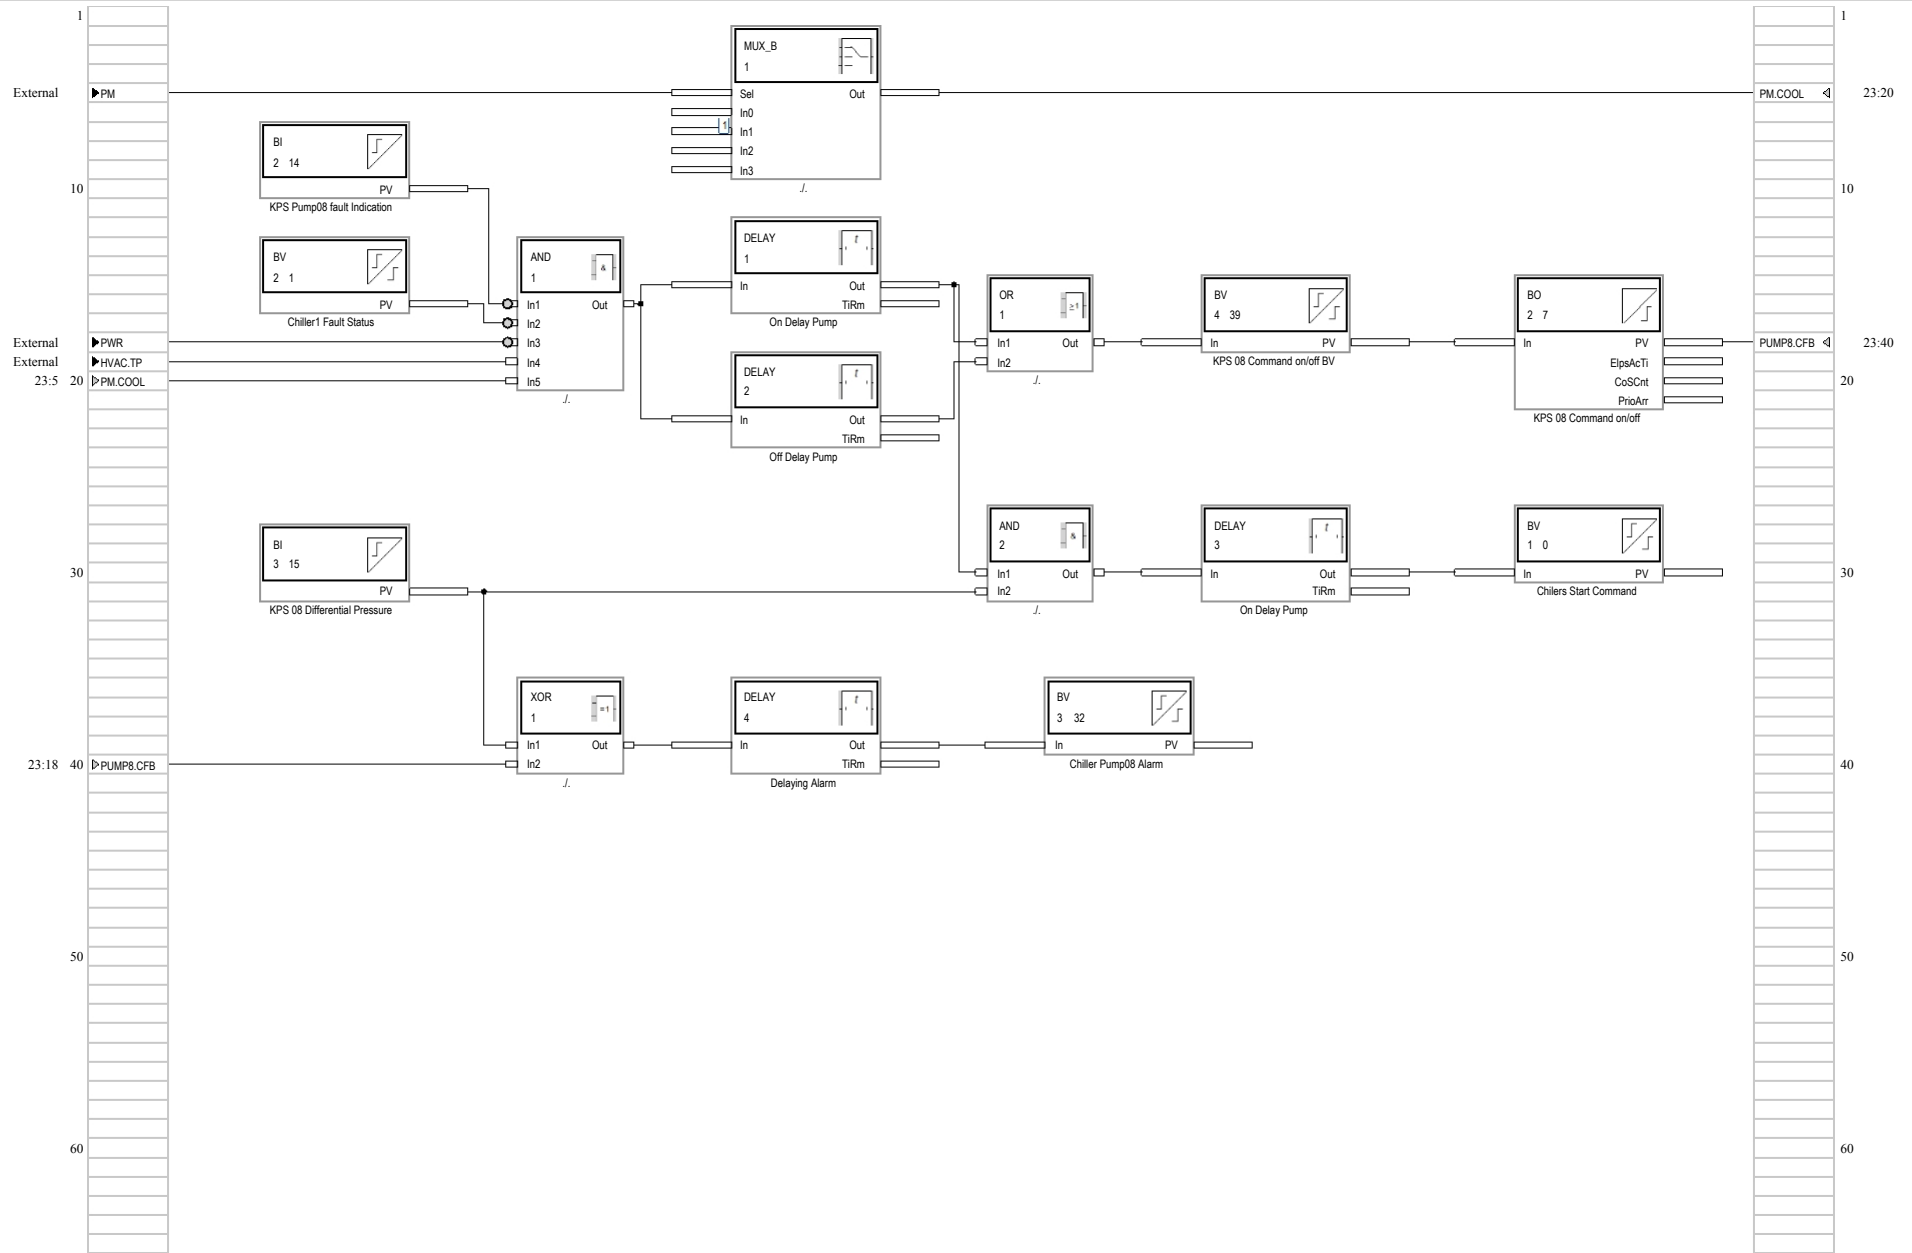 1 1
MUX_B
1
External PM Sel Out PM.COOL 23:20
In0
1 In1
In2
In3
./.
BI
2 14
10 PV 10
KPS Pump08 fault Indication
BV
2 1
PV
Chiller1 Fault Status
AND
1
&
In1 Out
In2
External PWR In3
External HVAC.TP In4
23:5 20 PM.COOL In5
./.
DELAY
1
t
In Out
TiRm
On Delay Pump
DELAY
2
t
In Out
TiRm
Off Delay Pump
OR
1
≥1
In1 Out
In2
./.
BV
4 39
In PV
KPS 08 Command on/off BV
BO
2 7
In PV PUMP8.CFB 23:40
ElpsAcTi
CoSCnt 20
PrioArr
KPS 08 Command on/off
BI
3 15
30 PV
KPS 08 Differential Pressure
AND
2
&
In1 Out
In2
./.
DELAY
3
t
In Out
TiRm
On Delay Pump
BV
1 0
In PV 30
Chilers Start Command
XOR
1
=1
In1 Out
23:18 40 PUMP8.CFB In2
./.
DELAY
4
t
In Out
TiRm
Delaying Alarm
BV
3 32
In PV
Chiller Pump08 Alarm 40
50 50
60 60